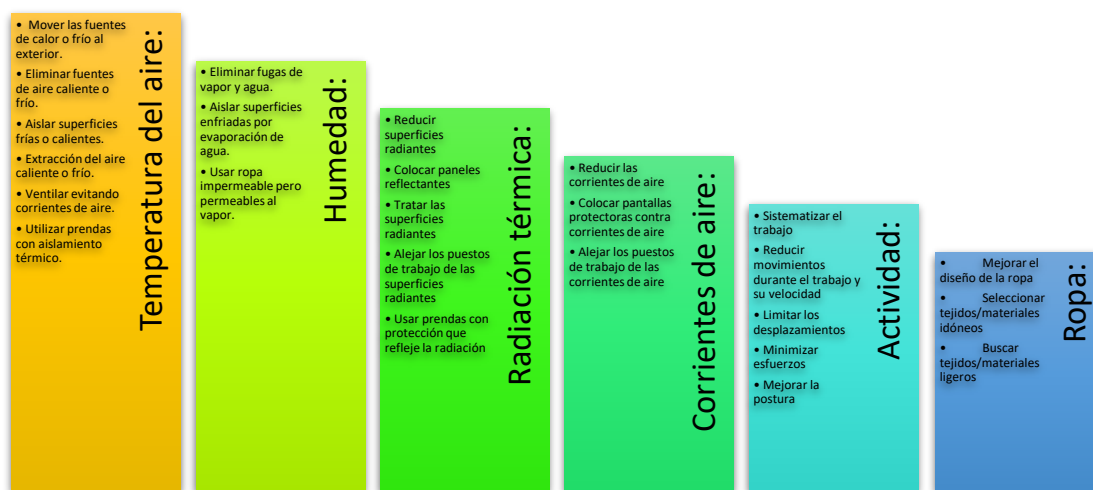 Temperatura del aire:
• Mover las fuentes
de calor o frío al
exterior.
• Eliminar fuentes
de aire caliente o
frío.
• Aislar superficies
frías o calientes.
• Extracción del aire
caliente o frío.
• Ventilar evitando
corrientes de aire.
• Utilizar prendas
con aislamiento
térmico.
Humedad:
• Eliminar fugas de
vapor y agua.
• Aislar superficies
enfriadas por
evaporación de
agua.
• Usar ropa
impermeable pero
permeables al
vapor.
Radiación térmica:
• Reducir
superficies
radiantes
• Colocar paneles
reflectantes
• Tratar las
superficies
radiantes
• Alejar los puestos
de trabajo de las
superficies
radiantes
• Usar prendas con
protección que
refleje la radiación
Corrientes de aire:
• Reducir las
corrientes de aire
• Colocar pantallas
protectoras contra
corrientes de aire
• Alejar los puestos
de trabajo de las
corrientes de aire
Actividad:
• Sistematizar el
trabajo
• Reducir
movimientos
durante el trabajo y
su velocidad
• Limitar los
desplazamientos
• Minimizar
esfuerzos
• Mejorar la
postura
Ropa:
• Mejorar el
diseño de la ropa
• Seleccionar
tejidos/materiales
idóneos
• Buscar
tejidos/materiales
ligeros